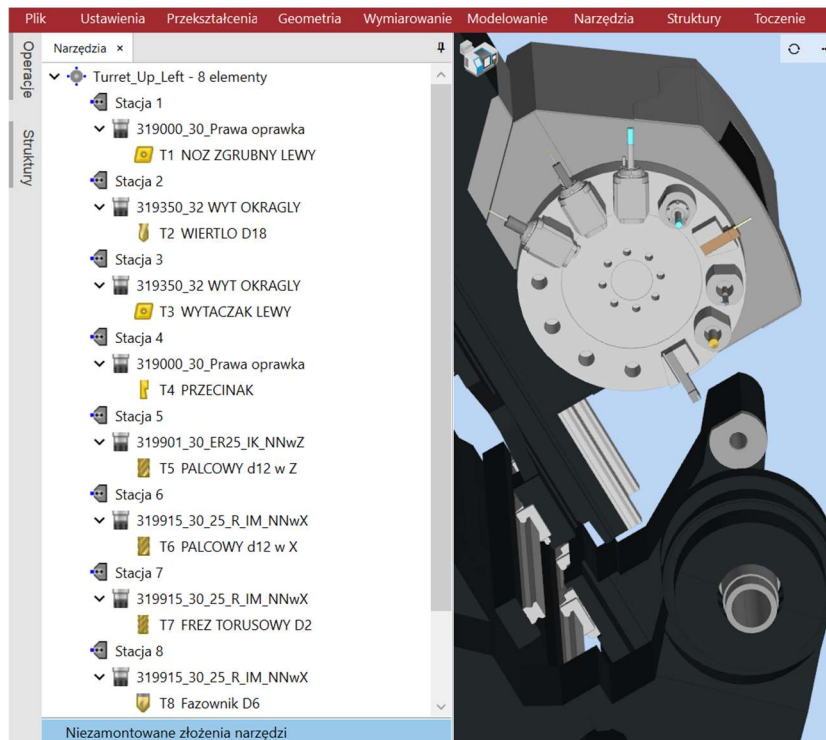 Plik Ustawienia Przekształcenia Geometria Wymiarowanie Modelowanie Narzędzia Struktury Toczenie
Operacje
Struktury
Narzędzia ×
Turret_Up_Left - 8 elementy
Stacja 1
319000_30_Prawa oprawka
T1 NOZ ZGRUBNY LEWY
Stacja 2
319350_32 WYT OKRAGLY
T2 WIERTLO D18
Stacja 3
319350_32 WYT OKRAGLY
T3 WYTACZAK LEWY
Stacja 4
319000_30_Prawa oprawka
T4 PRZECINAK
Stacja 5
319901_30_ER25_IK_NNwZ
T5 PALCOWY d12 w Z
Stacja 6
319915_30_25_R_IM_NNwX
T6 PALCOWY d12 w X
Stacja 7
319915_30_25_R_IM_NNwX
T7 FREZ TORUSOWY D2
Stacja 8
319915_30_25_R_IM_NNwX
T8 Fazownik D6
Niezamontowane złożenia narzędzi